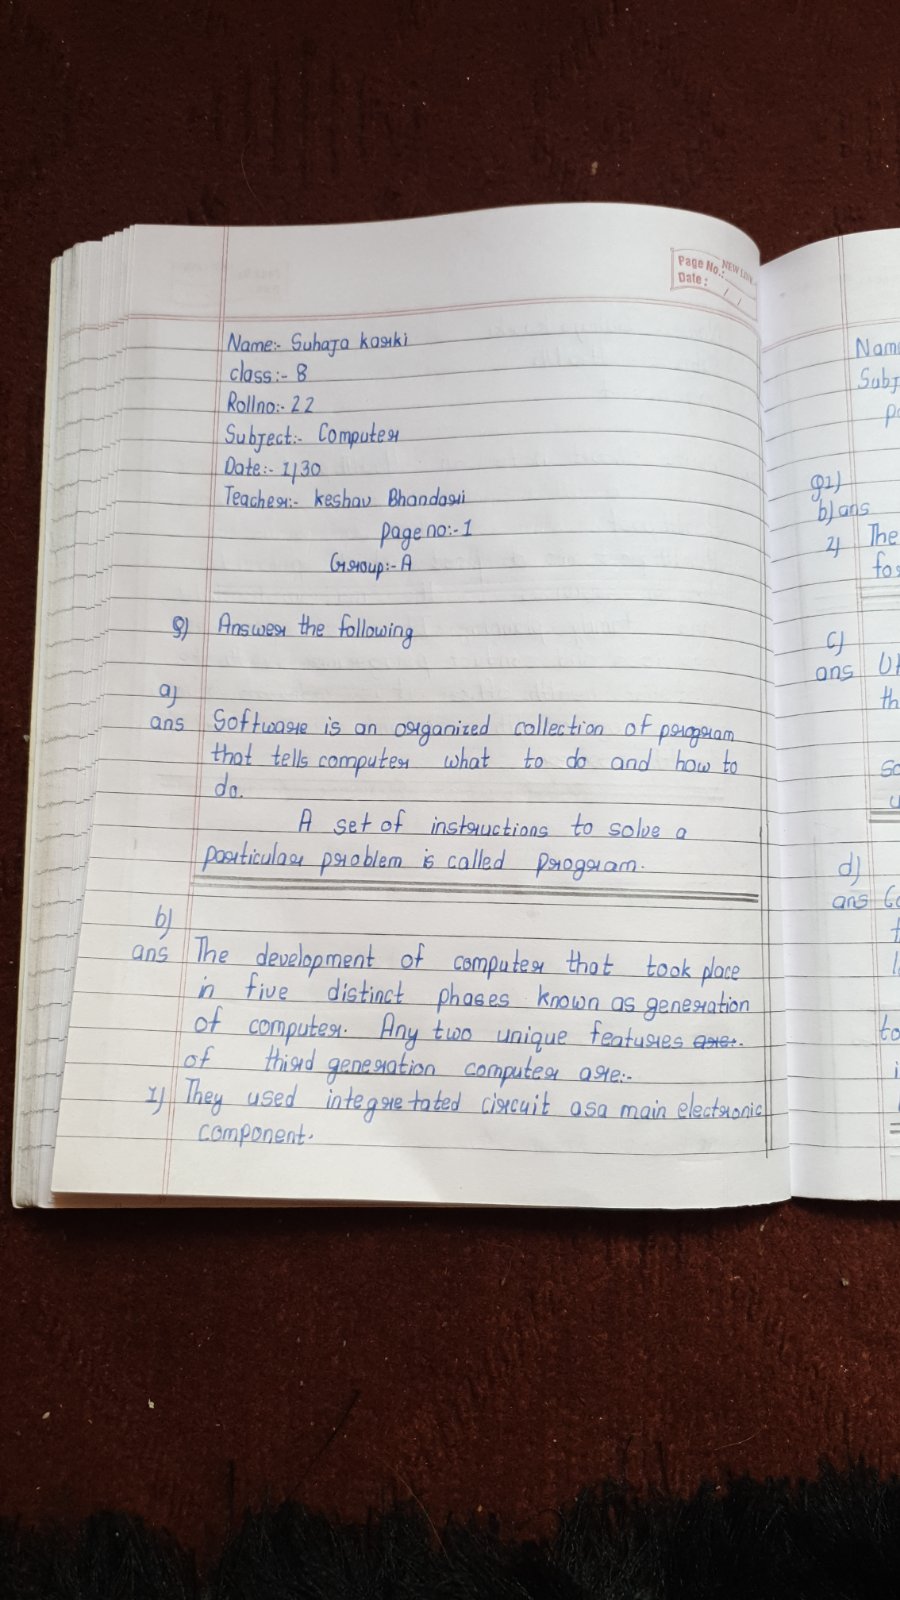 Page No.:
Date: / /
Name:- Suhaja karki
class:- 8
Rollno:- 22
Subject:- Computer
Date:- 1/30
Teacher:- keshav Bhandari
page no:- 1
Group:- A
Q) Answer the following
a)
ans Software is an organized collection of program
that tells computer what to do and how to
do.
A set of instructions to solve a
particular problem is called program.
b)
ans The development of computer that took place
in five distinct phases known as generation
of computer. Any two unique features are:-
of third generation computer are:-
1) They used integretated circuit as a main electronic
component.
Nam
Subj
Q1)
b) ans
2) The
c)
ans
th
d)
ans
to